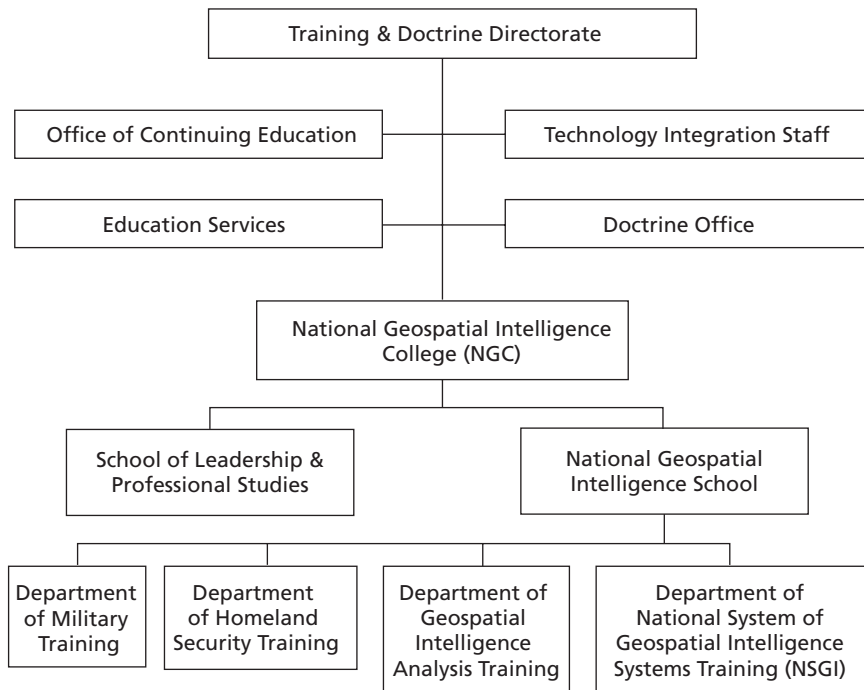 Training & Doctrine Directorate
Office of Continuing Education
Technology Integration Staff
Education Services
Doctrine Office
National Geospatial Intelligence
College (NGC)
School of Leadership &
Professional Studies
National Geospatial
Intelligence School
Department
of Military
Training
Department
of Homeland
Security Training
Department of
Geospatial
Intelligence
Analysis Training
Department of
National System of
Geospatial Intelligence
Systems Training (NSGI)